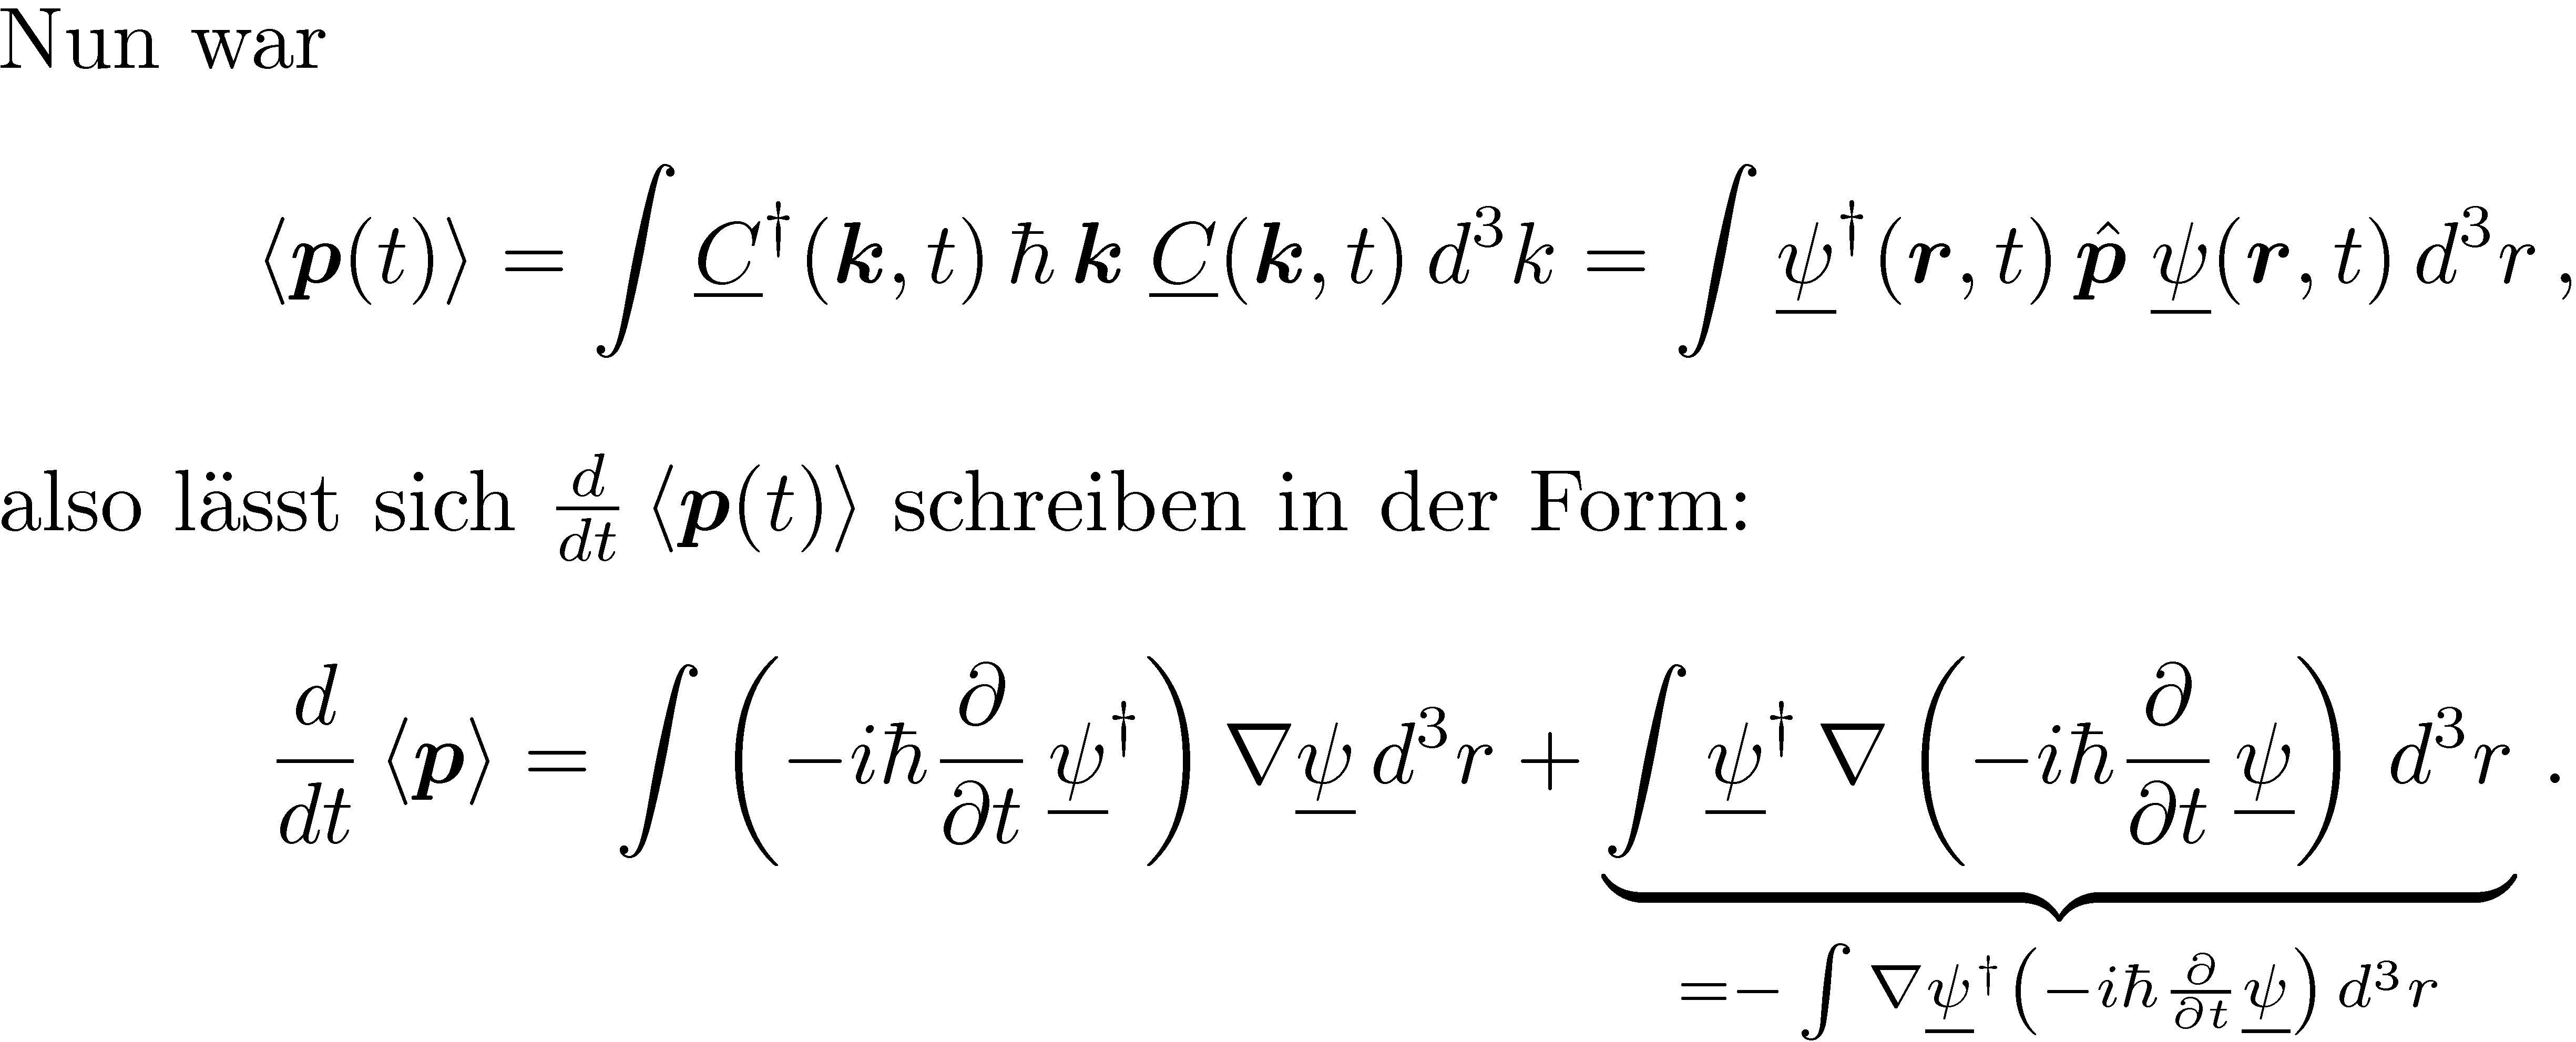 Nun war
⟨𝒑(t)⟩ = ∫ C̲†(𝒌, t) ħ 𝒌 C̲(𝒌, t) d³k = ∫ ψ̲†(𝒓, t) 𝒑̂ ψ̲(𝒓, t) d³r ,
also lässt sich d/dt ⟨𝒑(t)⟩ schreiben in der Form:
d/dt ⟨𝒑⟩ = ∫ (−iħ ∂/∂t ψ̲†) ∇ψ̲ d³r + ∫ ψ̲† ∇ (−iħ ∂/∂t ψ̲) d³r .
=− ∫ ∇ψ̲†(−iħ ∂/∂t ψ̲) d³r